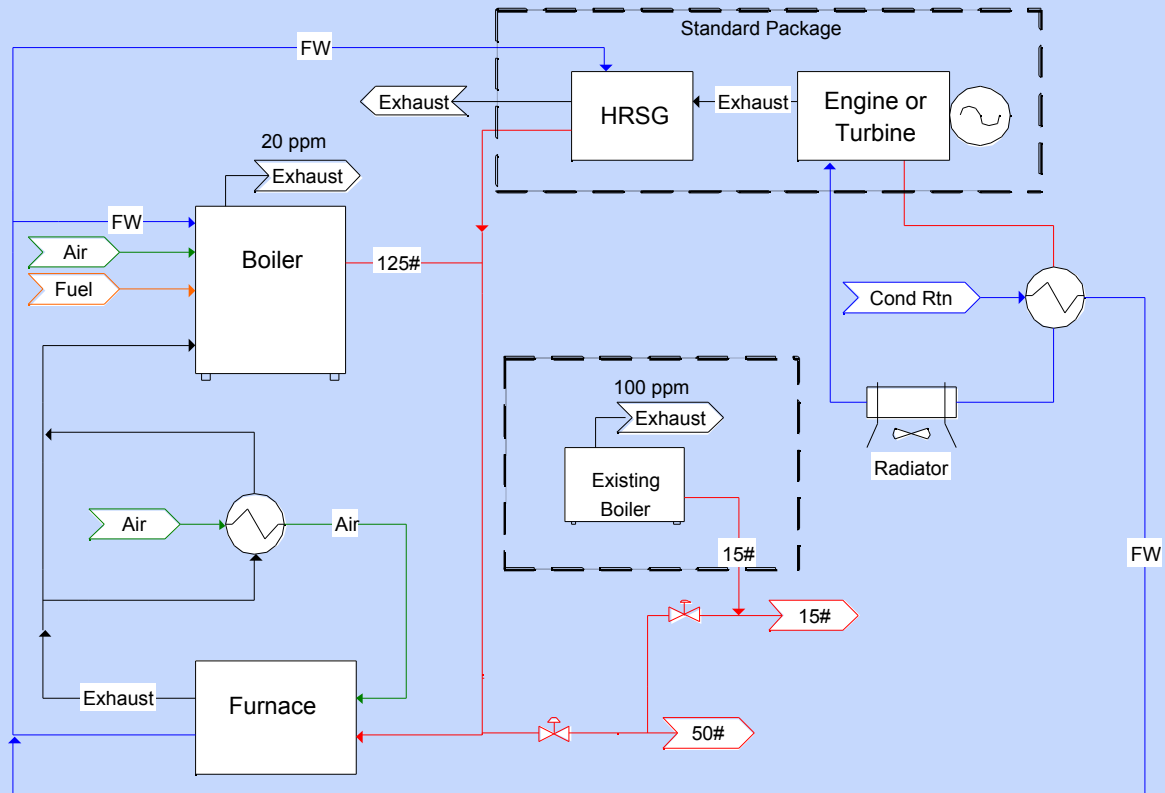 Standard Package
FW
Exhaust
HRSG
Exhaust
Engine or
Turbine
20 ppm
Exhaust
FW
Air
Boiler
125#
Fuel
Cond Rtn
100 ppm
Exhaust
Radiator
Existing
Boiler
Air
Air
15#
FW
15#
Exhaust
Furnace
50#